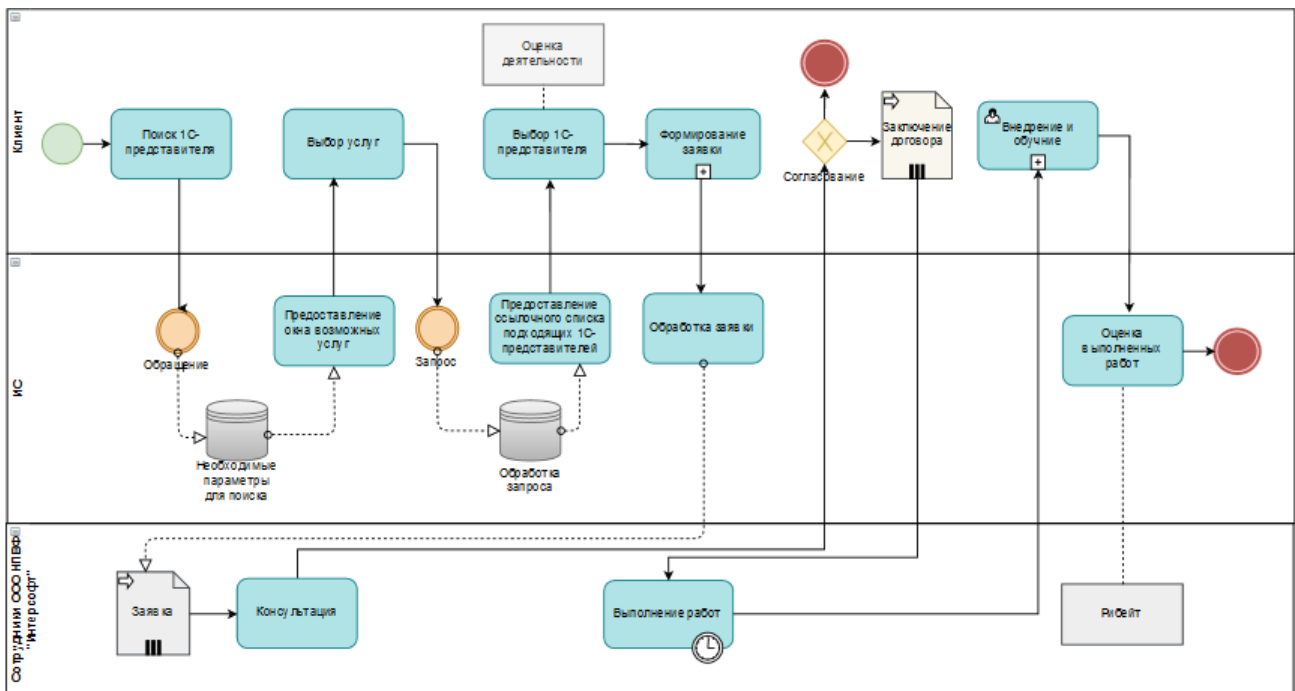 Клиент
Оценка
деятельности
Поиск 1С-
представителя
Выбор услуг
Выбор 1С-
представителя
Формирование
заявки
Согласование
Заключение
договора
Внедрение и
обучние
ИС
Обращение
Предоставление
окна возможных
услуг
Запрос
Предоставление
ссылочного списка
подходящих 1С-
представителей
Обработка заявки
Оценка
выполненных
работ
Необходимые
параметры
для поиска
Обработка
запроса
Сотрудники ООО НПВФ
"Интерсофт"
Заявка
Консультация
Выполнение работ
Рибейт